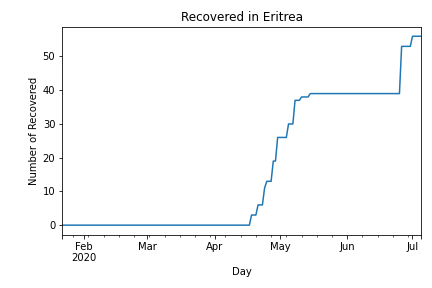 Recovered in Eritrea
Number of Recovered
50
40
30
20
10
0
Feb
2020
Mar
Apr
May
Jun
Jul
Day